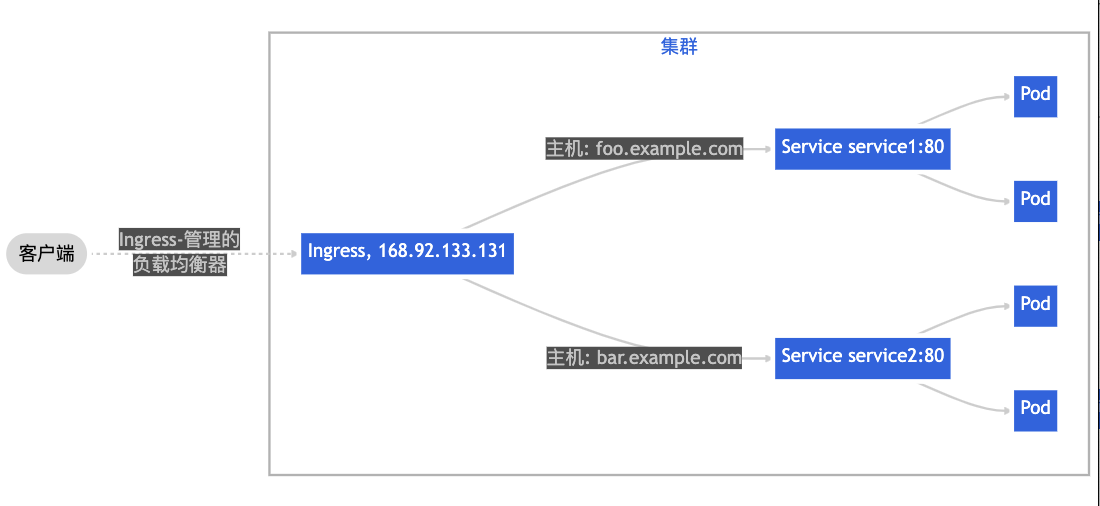 集群
客户端
Ingress-管理的
负载均衡器
Ingress, 168.92.133.131
主机: foo.example.com
Service service1:80
Pod
Pod
主机: bar.example.com
Service service2:80
Pod
Pod